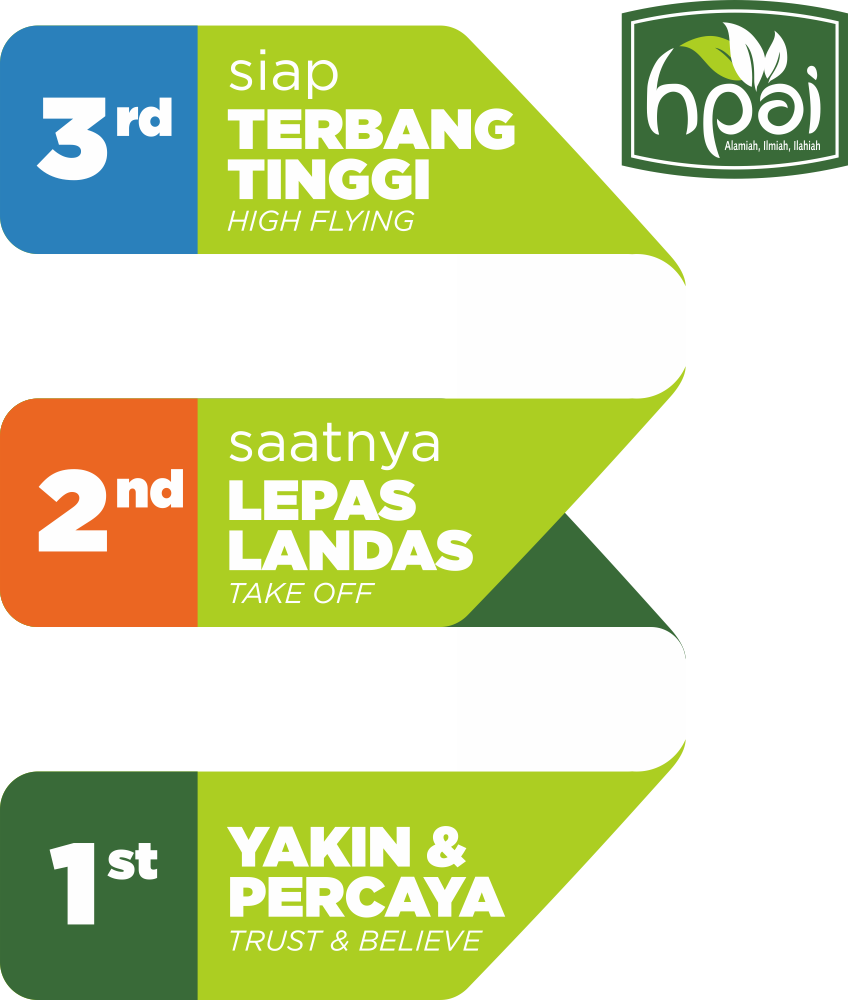 hpai
Alamiah, Ilmiah, Ilahiah
3rd
siap
TERBANG
TINGGI
HIGH FLYING
2nd
saatnya
LEPAS
LANDAS
TAKE OFF
1st
YAKIN &
PERCAYA
TRUST & BELIEVE